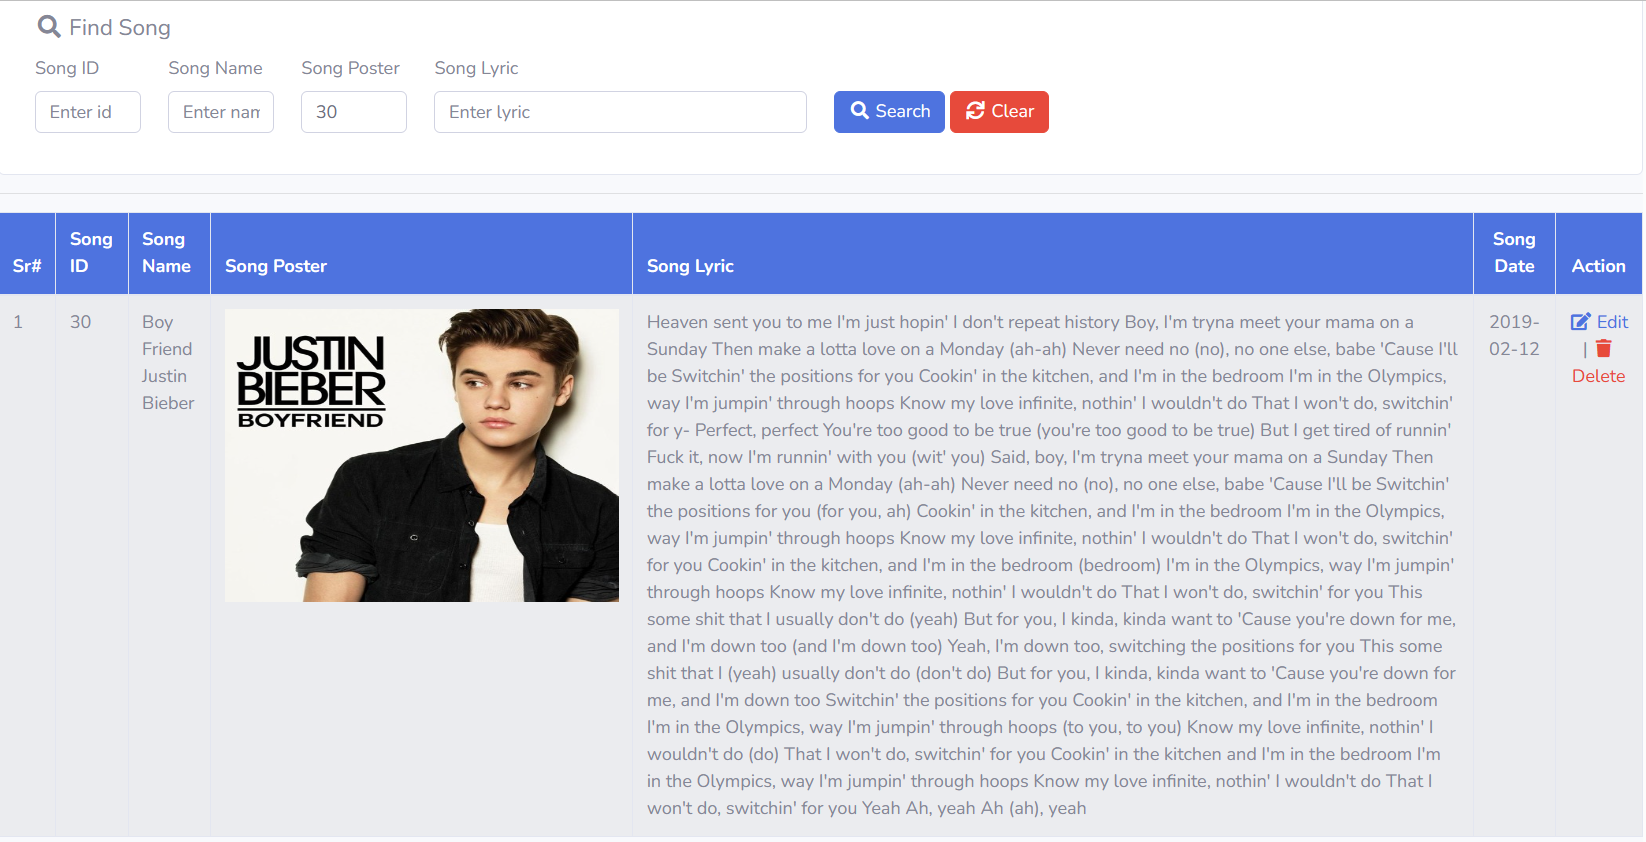 Find Song
Song ID
Song Name
Song Poster
Song Lyric
Enter id
Enter nam
30
Enter lyric
Search
Clear
Sr#
Song ID
Song Name
Song Poster
Song Lyric
Song Date
Action
1
30
Boy
Friend
Justin
Bieber
JUSTIN
BIEBER
BOYFRIEND
Heaven sent you to me I'm just hopin' I don't repeat history Boy, I'm tryna meet your mama on a
Sunday Then make a lotta love on a Monday (ah-ah) Never need no (no), no one else, babe 'Cause I'll
be Switchin' the positions for you Cookin' in the kitchen, and I'm in the bedroom I'm in the Olympics,
way I'm jumpin' through hoops Know my love infinite, nothin' I wouldn't do That I won't do, switchin'
for y- Perfect, perfect You're too good to be true (you're too good to be true) But I get tired of runnin'
Fuck it, now I'm runnin' with you (wit' you) Said, boy, I'm tryna meet your mama on a Sunday Then
make a lotta love on a Monday (ah-ah) Never need no (no), no one else, babe 'Cause I'll be Switchin'
the positions for you (for you, ah) Cookin' in the kitchen, and I'm in the bedroom I'm in the Olympics,
way I'm jumpin' through hoops Know my love infinite, nothin' I wouldn't do That I won't do, switchin'
for you Cookin' in the kitchen, and I'm in the bedroom (bedroom) I'm in the Olympics, way I'm jumpin'
through hoops Know my love infinite, nothin' I wouldn't do That I won't do, switchin' for you This
some shit that I usually don't do (yeah) But for you, I kinda, kinda want to 'Cause you're down for me,
and I'm down too (and I'm down too) Yeah, I'm down too, switching the positions for you This some
shit that I (yeah) usually don't do (don't do) But for you, I kinda, kinda want to 'Cause you're down for
me, and I'm down too Switchin' the positions for you Cookin' in the kitchen, and I'm in the bedroom
I'm in the Olympics, way I'm jumpin' through hoops (to you, to you) Know my love infinite, nothin' I
wouldn't do (do) That I won't do, switchin' for you Cookin' in the kitchen and I'm in the bedroom I'm
in the Olympics, way I'm jumpin' through hoops Know my love infinite, nothin' I wouldn't do That I
won't do, switchin' for you Yeah Ah, yeah Ah (ah), yeah
2019-
02-12
Edit
|
Delete